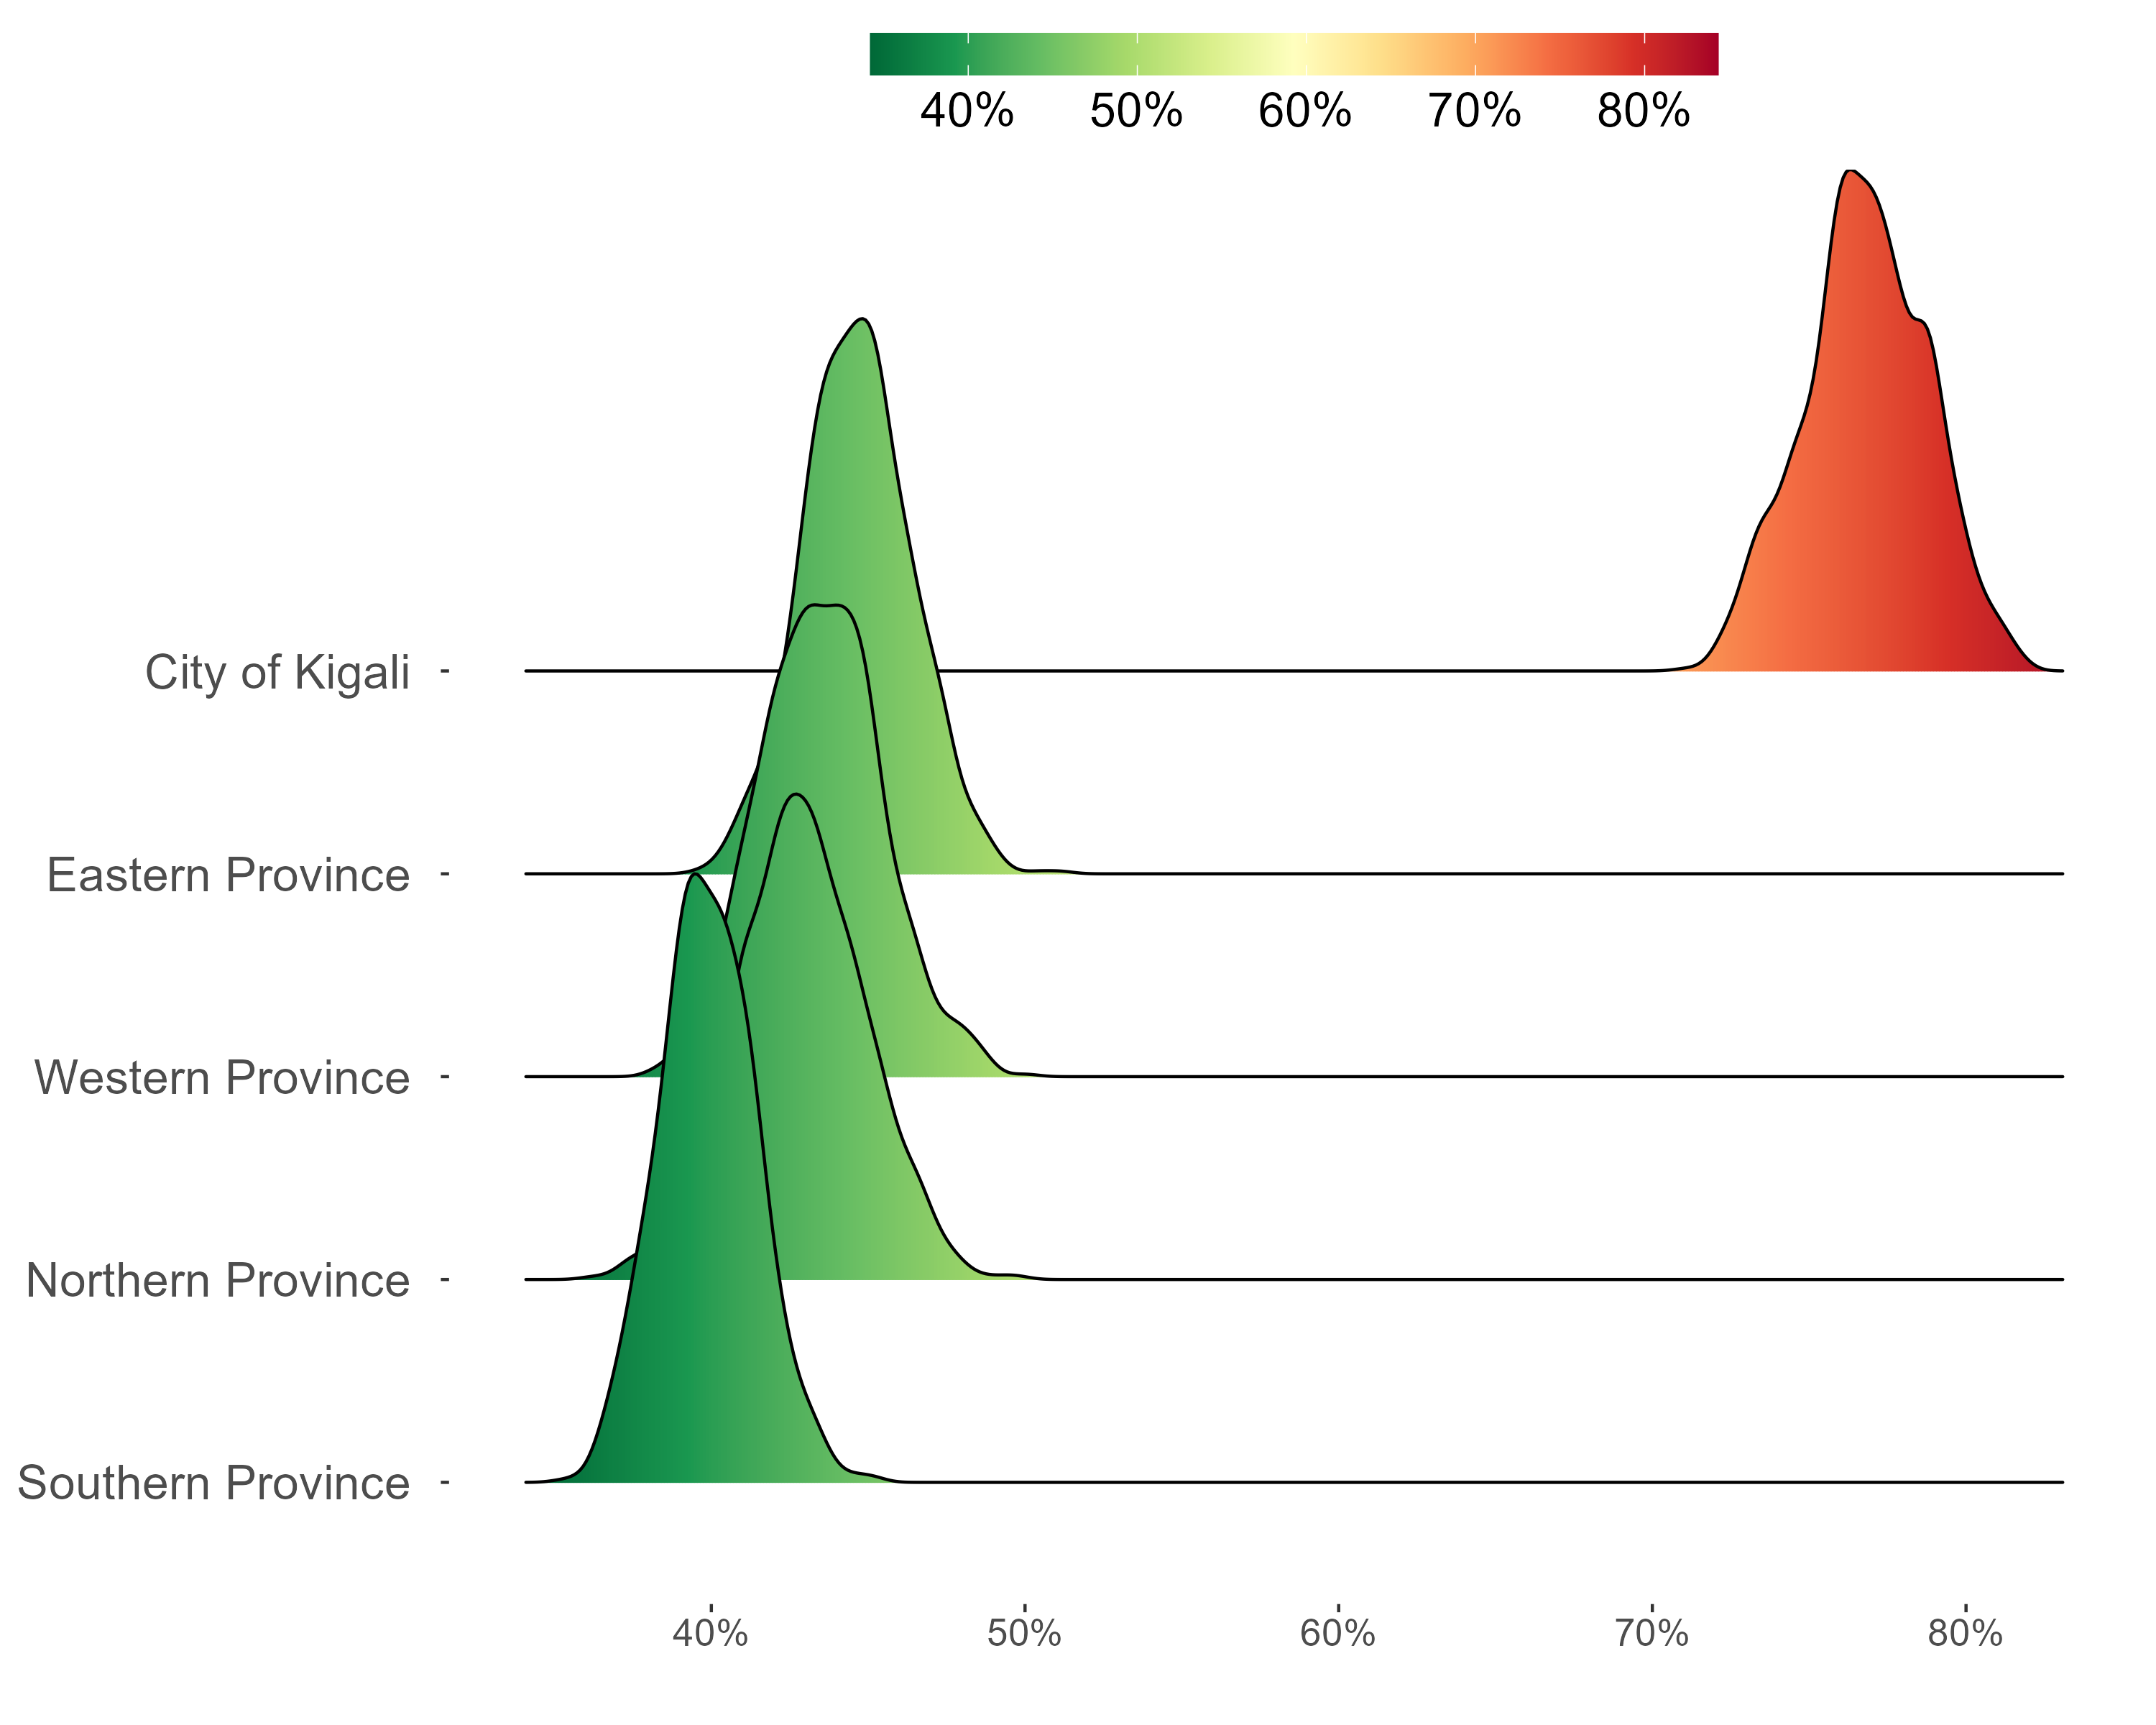 40% 50% 60% 70% 80%
City of Kigali
Eastern Province
Western Province
Northern Province
Southern Province
40% 50% 60% 70% 80%